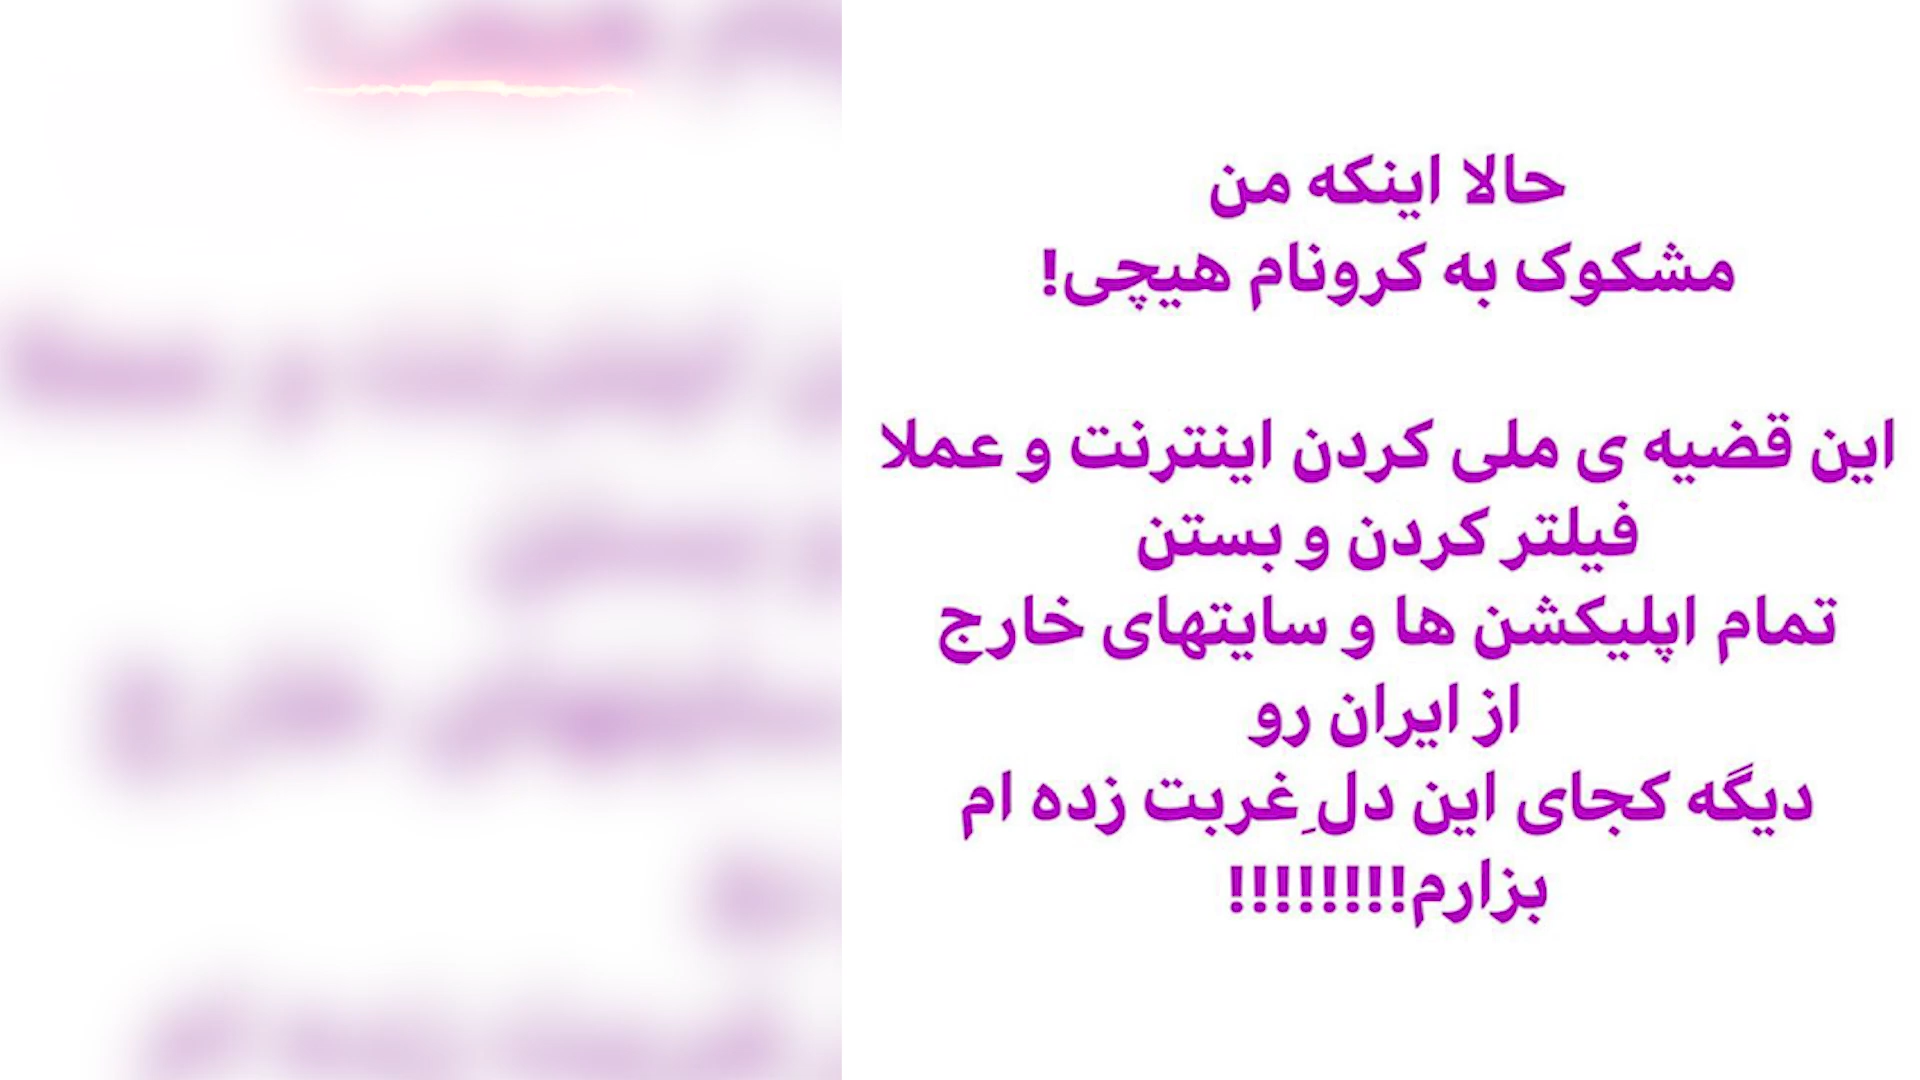 حالا اینکه من
مشکوک به کرونام هیچی!
این قضیه ی ملی کردن اینترنت و عملا
فیلتر کردن و بستن
تمام اپلیکشن ها و سایتهای خارج
از ایران رو
دیگه کجای این دلِ غربت زده ام
بزارم!!!!!!!!